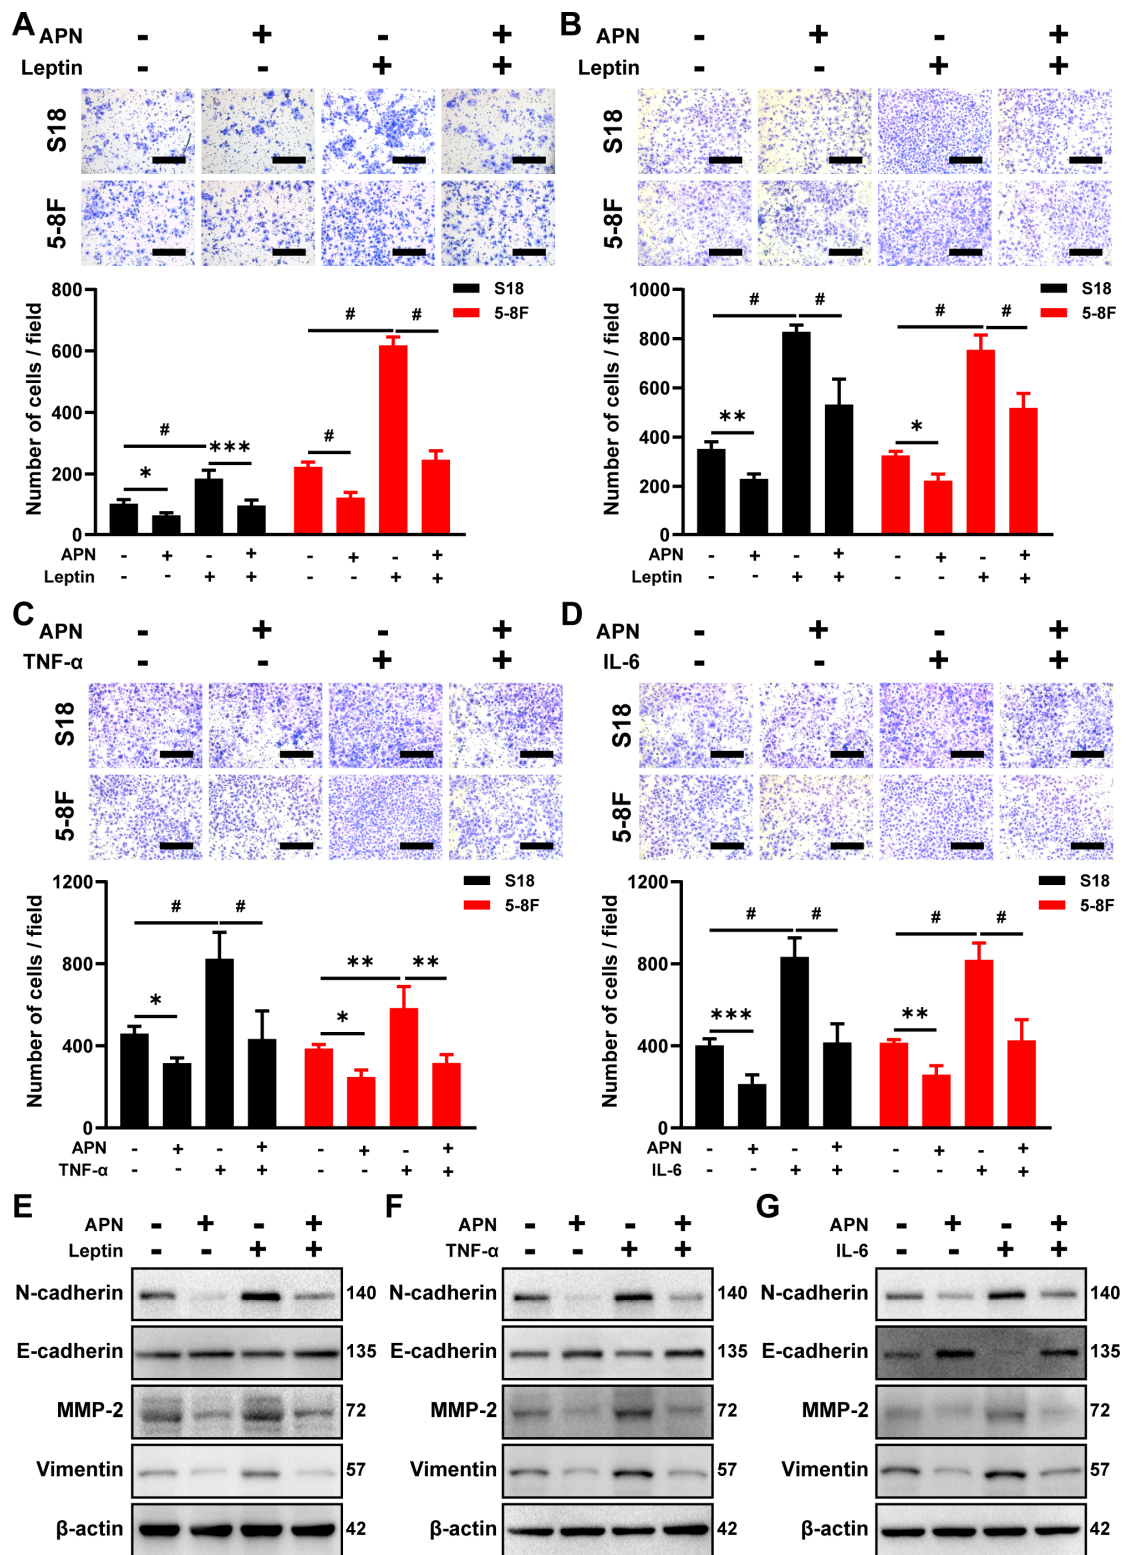 A
APN - + - +
Leptin - - + +
S18
5-8F
800
600
400
200
0
Number of cells / field
S18
5-8F
# * *** # # #
APN - + - + - + - +
Leptin - - + + - - + +
B
APN - + - +
Leptin - - + +
S18
5-8F
1000
800
600
400
200
0
Number of cells / field
S18
5-8F
# # ** # # *
APN - + - + - + - +
Leptin - - + + - - + +
C
APN - + - +
TNF-α - - + +
S18
5-8F
1200
800
400
0
Number of cells / field
S18
5-8F
# # * ** ** *
APN - + - + - + - +
TNF-α - - + + - - + +
D
APN - + - +
IL-6 - - + +
S18
5-8F
1200
800
400
0
Number of cells / field
S18
5-8F
# # *** # # **
APN - + - + - + - +
IL-6 - - + + - - + +
E
APN - + - +
Leptin - - + +
N-cadherin 140
E-cadherin 135
MMP-2 72
Vimentin 57
β-actin 42
F
APN - + - +
TNF-α - - + +
N-cadherin 140
E-cadherin 135
MMP-2 72
Vimentin 57
β-actin 42
G
APN - + - +
IL-6 - - + +
N-cadherin 140
E-cadherin 135
MMP-2 72
Vimentin 57
β-actin 42